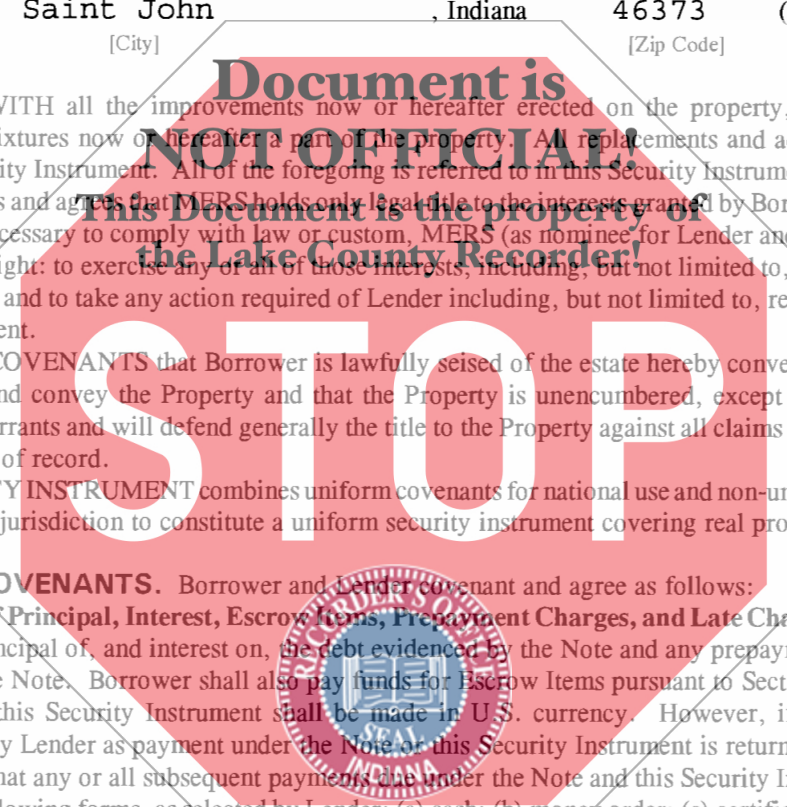 Saint John , Indiana 46373 (
[City] [Zip Code]
Document is
WITH all the improvements now or hereafter erected on the property,
NOT OFFICIAL!
ixtures now or hereafter a part of the property. All replacements and a
ity Instrument. All of the foregoing is referred to in this Security Instrum
This Document is the property of
s and agrees that MERS holds only legal title to the interests granted by Bor
cessary to comply with law or custom, MERS (as nominee for Lender and
the Lake County Recorder!
ight: to exercise any or all of those interests, including, but not limited to,
and to take any action required of Lender including, but not limited to, re
ent.
STOP
COVENANTS that Borrower is lawfully seised of the estate hereby conve
nd convey the Property and that the Property is unencumbered, except
rrants and will defend generally the title to the Property against all claims
of record.
TY INSTRUMENT combines uniform covenants for national use and non-un
jurisdiction to constitute a uniform security instrument covering real pro
OVENANTS. Borrower and Lender covenant and agree as follows:
f Principal, Interest, Escrow Items, Prepayment Charges, and Late Cha
ncipal of, and interest on, the debt evidenced by the Note and any prepaym
RECORDER'S OFFICE
e Note. Borrower shall also pay funds for Escrow Items pursuant to Sect
this Security Instrument shall be made in U.S. currency. However, i
SEAL
y Lender as payment under the Note or this Security Instrument is return
INDIANA
hat any or all subsequent payments due under the Note and this Security I